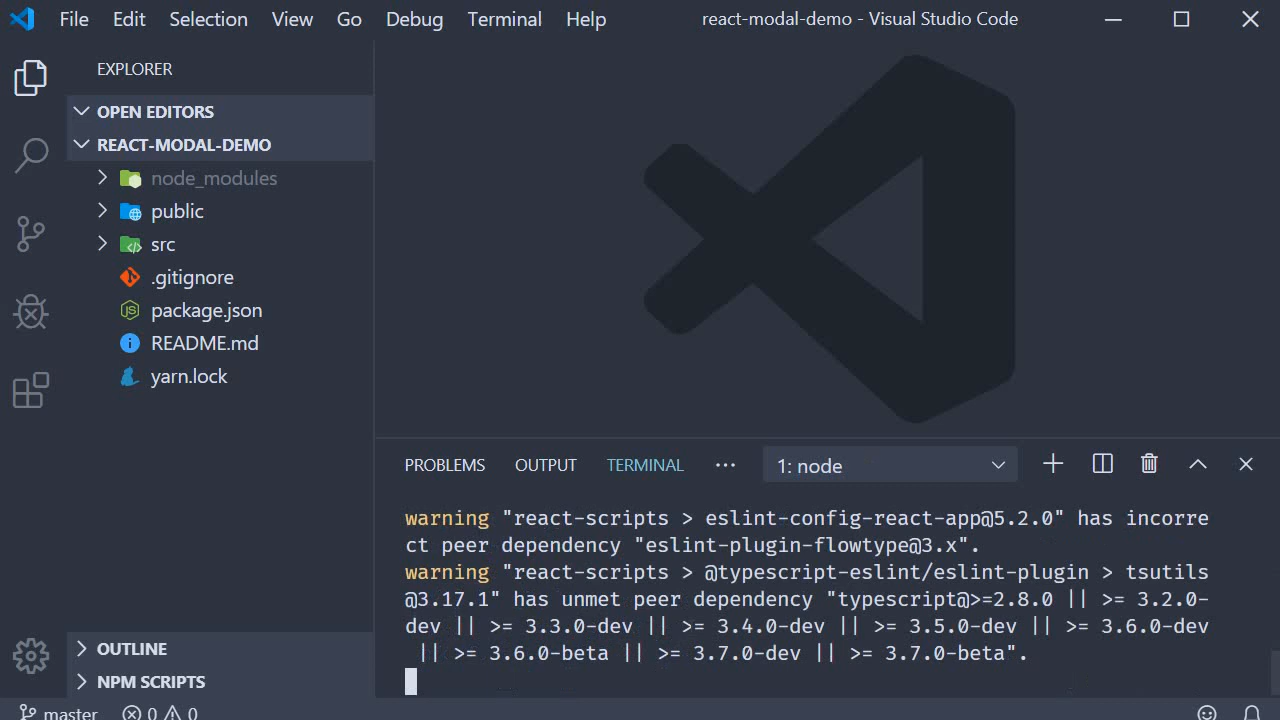 File Edit Selection View Go Debug Terminal Help react-modal-demo - Visual Studio Code
EXPLORER
OPEN EDITORS
REACT-MODAL-DEMO
node_modules
public
src
.gitignore
package.json
README.md
yarn.lock
OUTLINE
NPM SCRIPTS
PROBLEMS OUTPUT TERMINAL ··· 1: node
warning "react-scripts > eslint-config-react-app@5.2.0" has incorre
ct peer dependency "eslint-plugin-flowtype@3.x".
warning "react-scripts > @typescript-eslint/eslint-plugin > tsutils
@3.17.1" has unmet peer dependency "typescript@>=2.8.0 || >= 3.2.0-
dev || >= 3.3.0-dev || >= 3.4.0-dev || >= 3.5.0-dev || >= 3.6.0-dev
|| >= 3.6.0-beta || >= 3.7.0-dev || >= 3.7.0-beta".
master 0 0